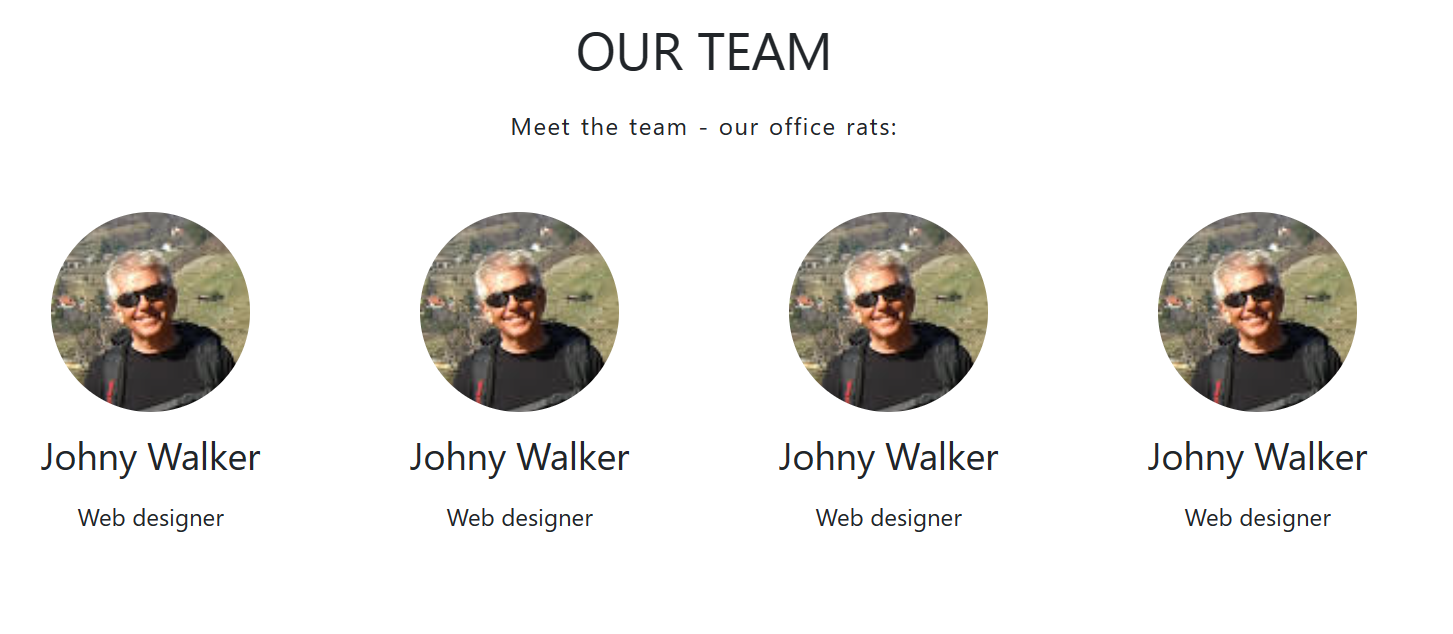 OUR TEAM
Meet the team - our office rats:
Johny Walker Johny Walker Johny Walker Johny Walker
Web designer Web designer Web designer Web designer